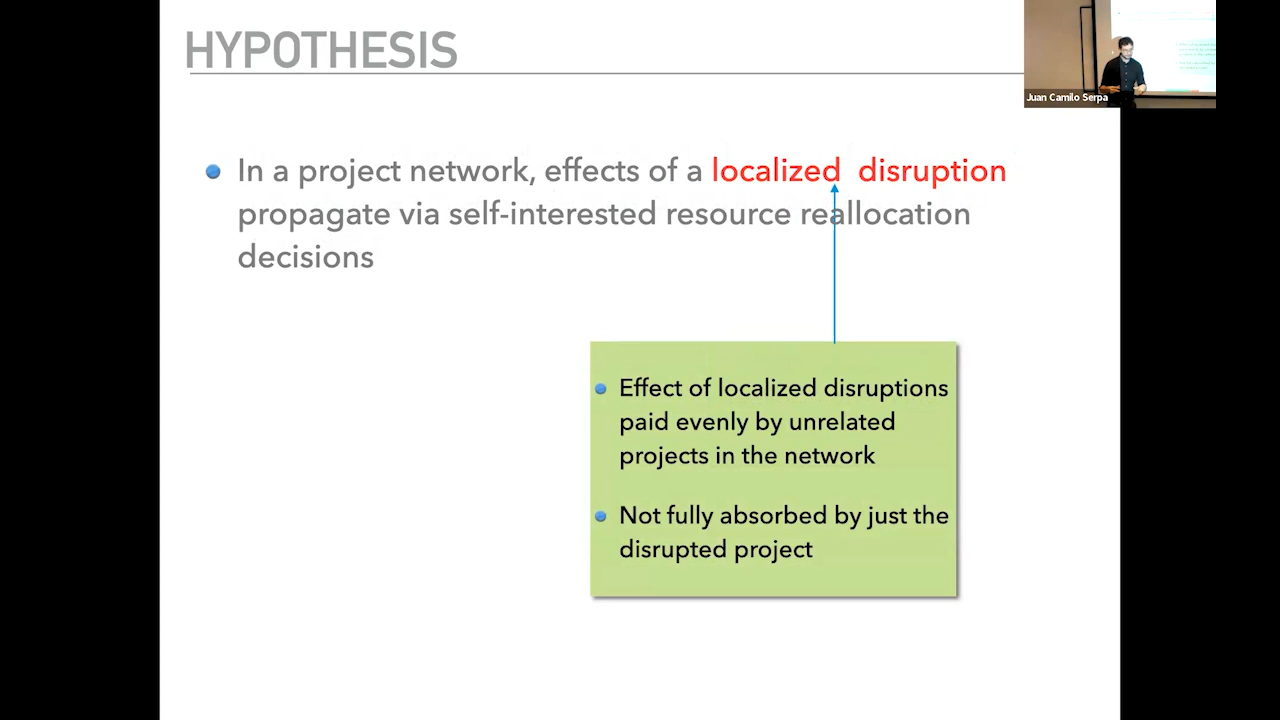 HYPOTHESIS
Juan Camilo Serpa
In a project network, effects of a localized disruption
propagate via self-interested resource reallocation
decisions
Effect of localized disruptions
paid evenly by unrelated
projects in the network
Not fully absorbed by just the
disrupted project